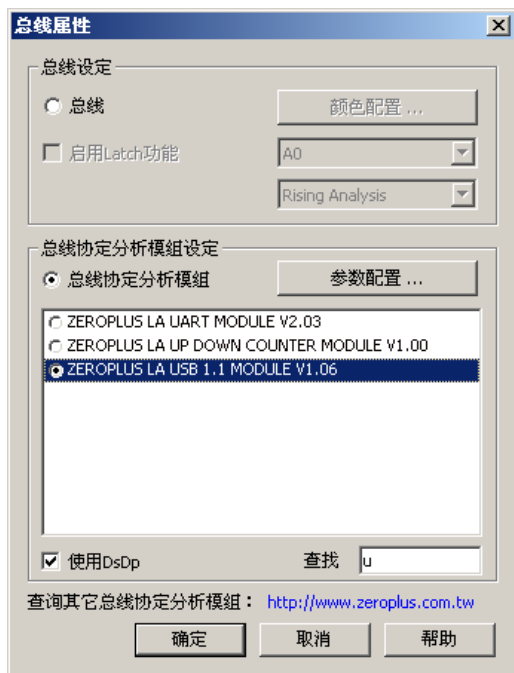 总线属性
总线设定
总线
颜色配置 ...
启用Latch功能
A0
Rising Analysis
总线协定分析模组设定
总线协定分析模组
参数配置 ...
ZEROPLUS LA UART MODULE V2.03
ZEROPLUS LA UP DOWN COUNTER MODULE V1.00
ZEROPLUS LA USB 1.1 MODULE V1.06
使用DsDp
查找
u
查询其它总线协定分析模组： http://www.zeroplus.com.tw
确定
取消
帮助